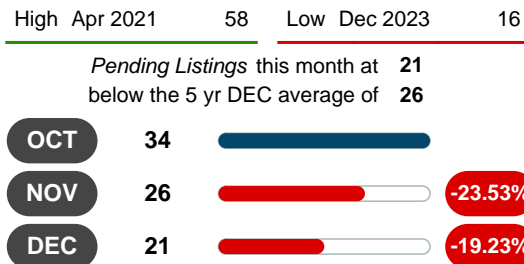 High Apr 2021 58 Low Dec 2023 16
Pending Listings this month at 21
below the 5 yr DEC average of 26
OCT 34
NOV 26 -23.53%
DEC 21 -19.23%